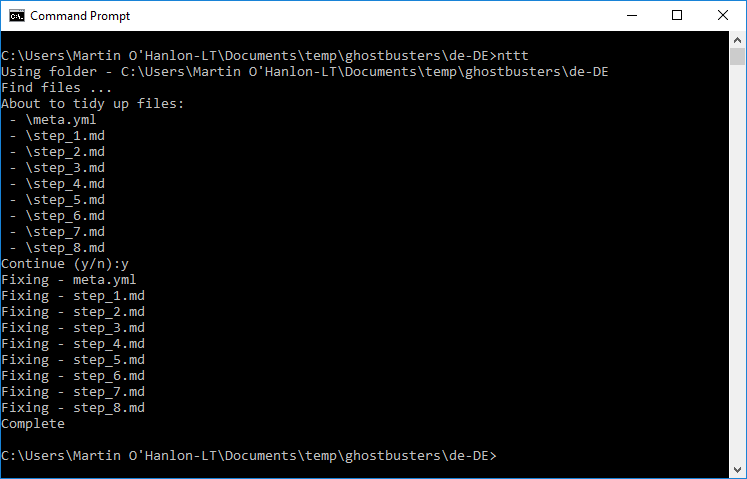 Command Prompt
C:\Users\Martin O'Hanlon-LT\Documents\temp\ghostbusters\de-DE>nttt
Using folder - C:\Users\Martin O'Hanlon-LT\Documents\temp\ghostbusters\de-DE
Find files ...
About to tidy up files:
 - \meta.yml
 - \step_1.md
 - \step_2.md
 - \step_3.md
 - \step_4.md
 - \step_5.md
 - \step_6.md
 - \step_7.md
 - \step_8.md
Continue (y/n):y
Fixing - meta.yml
Fixing - step_1.md
Fixing - step_2.md
Fixing - step_3.md
Fixing - step_4.md
Fixing - step_5.md
Fixing - step_6.md
Fixing - step_7.md
Fixing - step_8.md
Complete
C:\Users\Martin O'Hanlon-LT\Documents\temp\ghostbusters\de-DE>